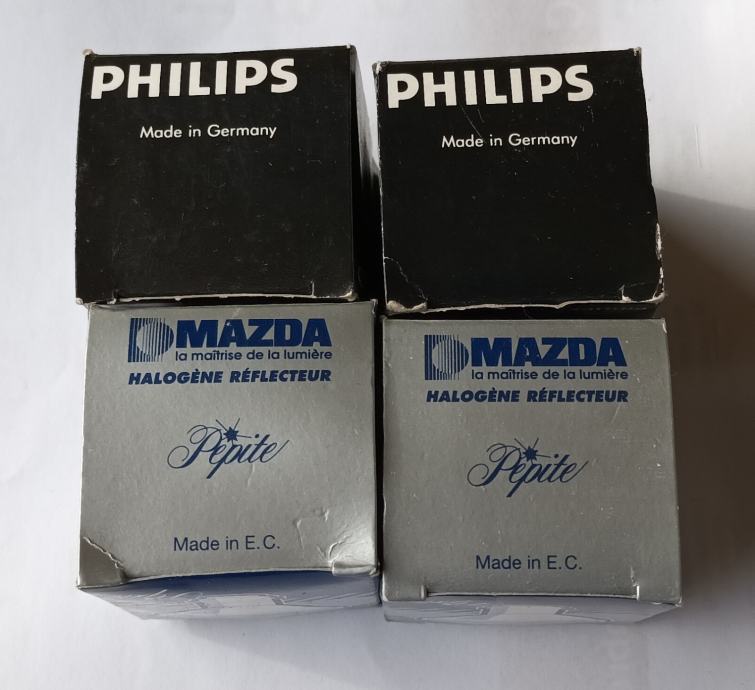 PHILIPS
Made in Germany
PHILIPS
Made in Germany
MAZDA
la maîtrise de la lumière
HALOGÈNE RÉFLECTEUR
Pépite
Made in E.C.
MAZDA
la maîtrise de la lumière
HALOGÈNE RÉFLECTEUR
Pépite
Made in E.C.